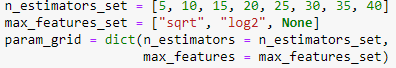 n_estimators_set = [5, 10, 15, 20, 25, 30, 35, 40]
max_features_set = ["sqrt", "log2", None]
param_grid = dict(n_estimators = n_estimators_set,
                  max_features = max_features_set)